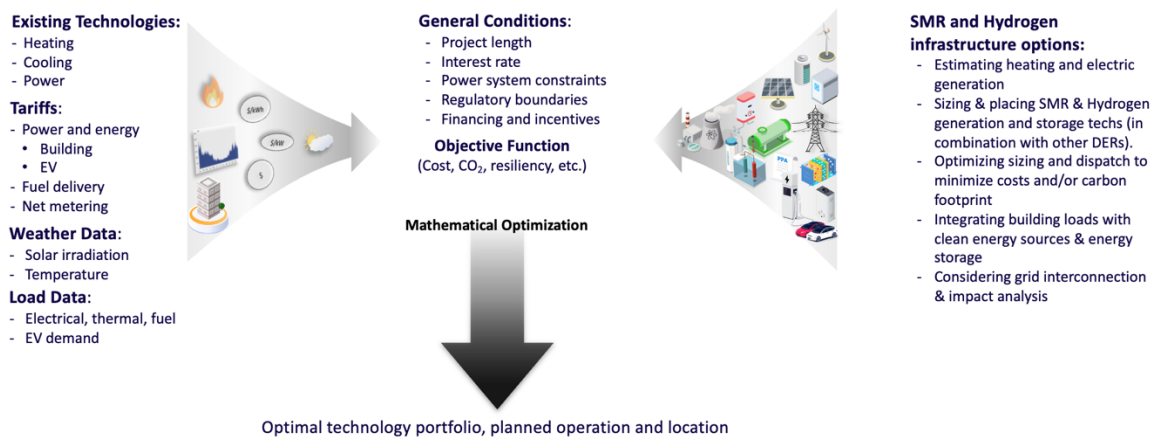 Existing Technologies:
- Heating
- Cooling
- Power
Tariffs:
- Power and energy
• Building
• EV
- Fuel delivery
- Net metering
Weather Data:
- Solar irradiation
- Temperature
Load Data:
- Electrical, thermal, fuel
- EV demand
$/kWh
$/kW
$
General Conditions:
- Project length
- Interest rate
- Power system constraints
- Regulatory boundaries
- Financing and incentives
Objective Function
(Cost, CO₂, resiliency, etc.)
Mathematical Optimization
PPA
SMR and Hydrogen
infrastructure options:
- Estimating heating and electric
generation
- Sizing & placing SMR & Hydrogen
generation and storage techs (in
combination with other DERs).
- Optimizing sizing and dispatch to
minimize costs and/or carbon
footprint
- Integrating building loads with
clean energy sources & energy
storage
- Considering grid interconnection
& impact analysis
Optimal technology portfolio, planned operation and location